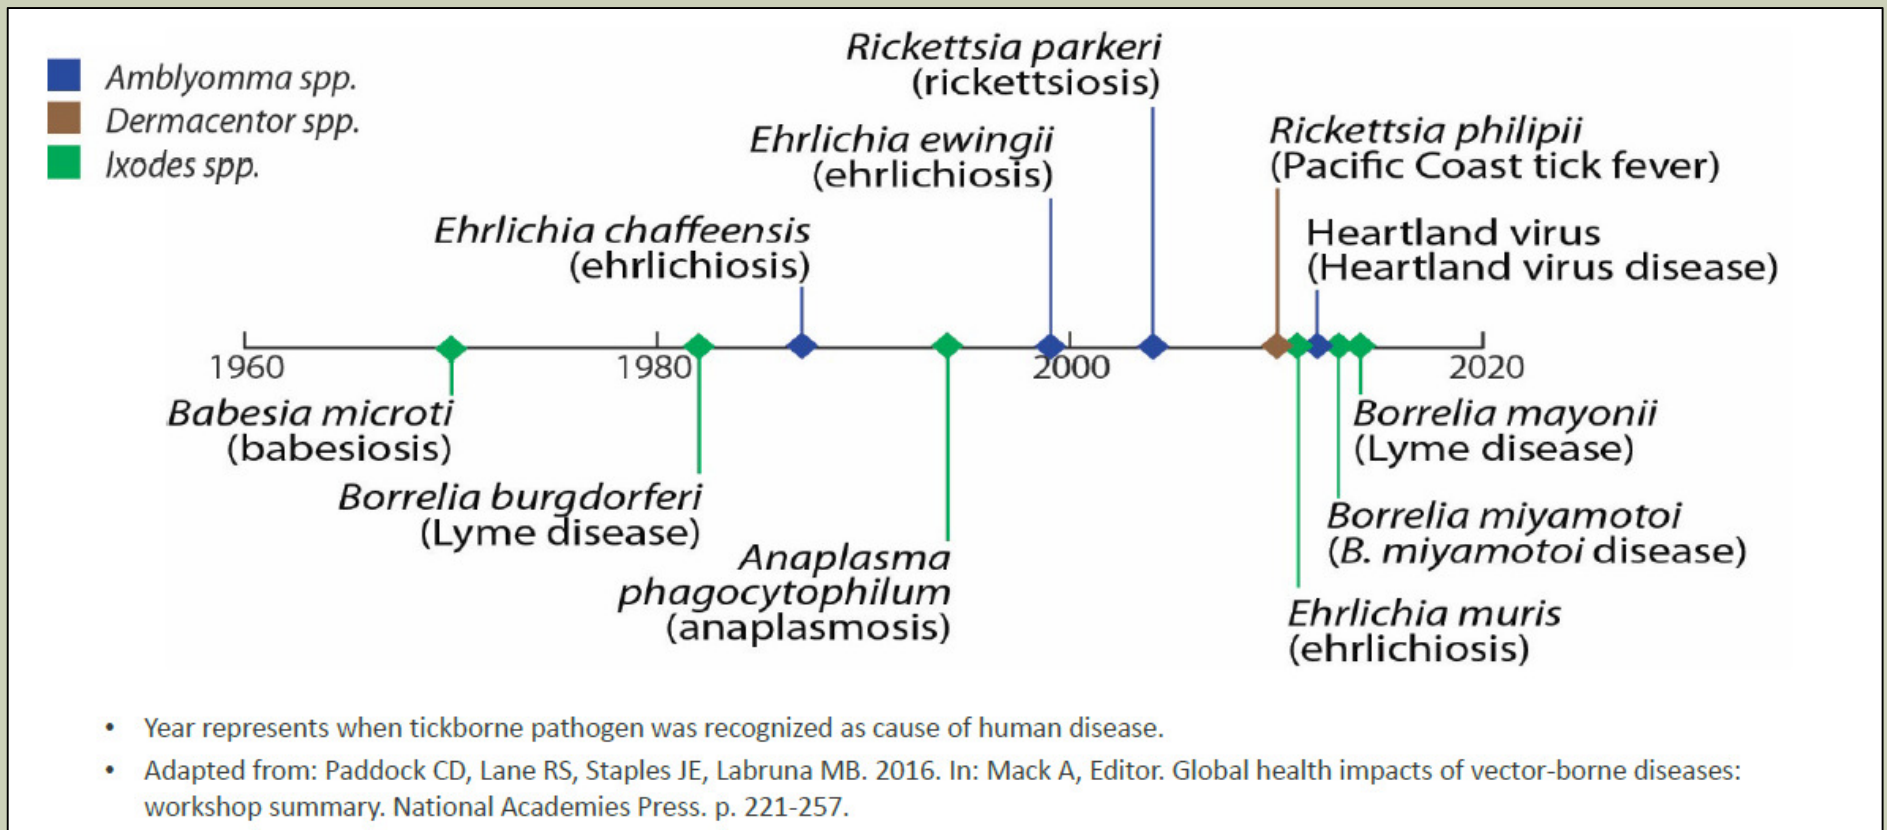 Amblyomma spp.
Dermacentor spp.
Ixodes spp.
Rickettsia parkeri
(rickettsiosis)
Ehrlichia ewingii
(ehrlichiosis)
Rickettsia philipii
(Pacific Coast tick fever)
Ehrlichia chaffeensis
(ehrlichiosis)
Heartland virus
(Heartland virus disease)
1960
1980
2000
2020
Babesia microti
(babesiosis)
Borrelia burgdorferi
(Lyme disease)
Anaplasma
phagocytophilum
(anaplasmosis)
Borrelia mayonii
(Lyme disease)
Borrelia miyamotoi
(B. miyamotoi disease)
Ehrlichia muris
(ehrlichiosis)
• Year represents when tickborne pathogen was recognized as cause of human disease.
• Adapted from: Paddock CD, Lane RS, Staples JE, Labruna MB. 2016. In: Mack A, Editor. Global health impacts of vector-borne diseases:
workshop summary. National Academies Press. p. 221-257.